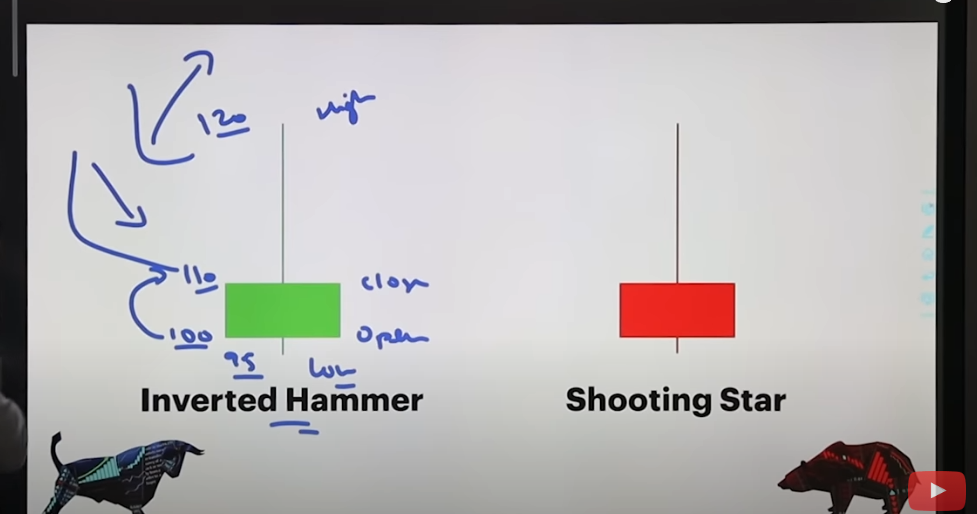 120
High
110
close
100
open
95
low
Inverted Hammer
Shooting Star